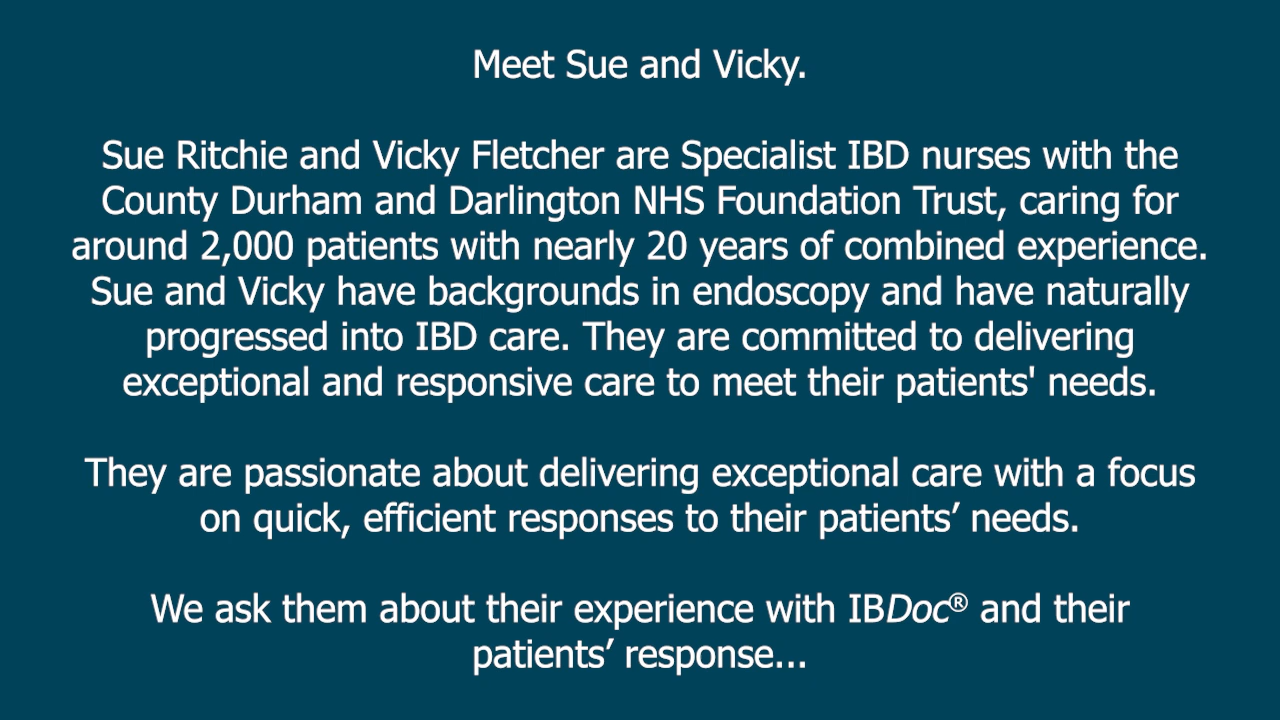 Meet Sue and Vicky.
Sue Ritchie and Vicky Fletcher are Specialist IBD nurses with the
County Durham and Darlington NHS Foundation Trust, caring for
around 2,000 patients with nearly 20 years of combined experience.
Sue and Vicky have backgrounds in endoscopy and have naturally
progressed into IBD care. They are committed to delivering
exceptional and responsive care to meet their patients' needs.
They are passionate about delivering exceptional care with a focus
on quick, efficient responses to their patients’ needs.
We ask them about their experience with IBDoc® and their
patients’ response...